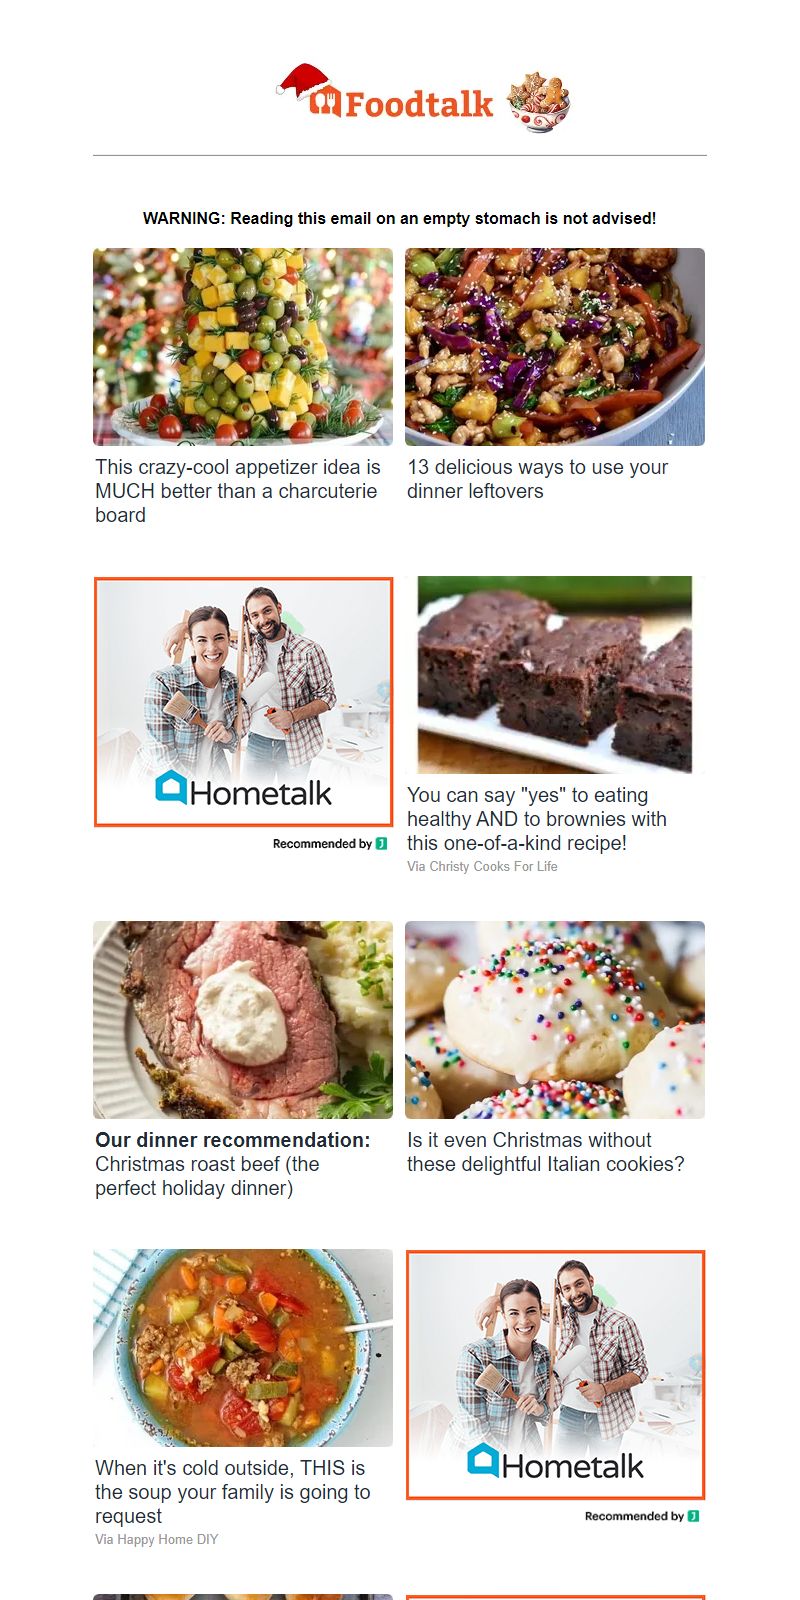 Foodtalk
WARNING: Reading this email on an empty stomach is not advised!
This crazy-cool appetizer idea is
MUCH better than a charcuterie
board
13 delicious ways to use your
dinner leftovers
Hometalk
Recommended by
You can say "yes" to eating
healthy AND to brownies with
this one-of-a-kind recipe!
Via Christy Cooks For Life
Our dinner recommendation:
Christmas roast beef (the
perfect holiday dinner)
Is it even Christmas without
these delightful Italian cookies?
When it's cold outside, THIS is
the soup your family is going to
request
Via Happy Home DIY
Hometalk
Recommended by